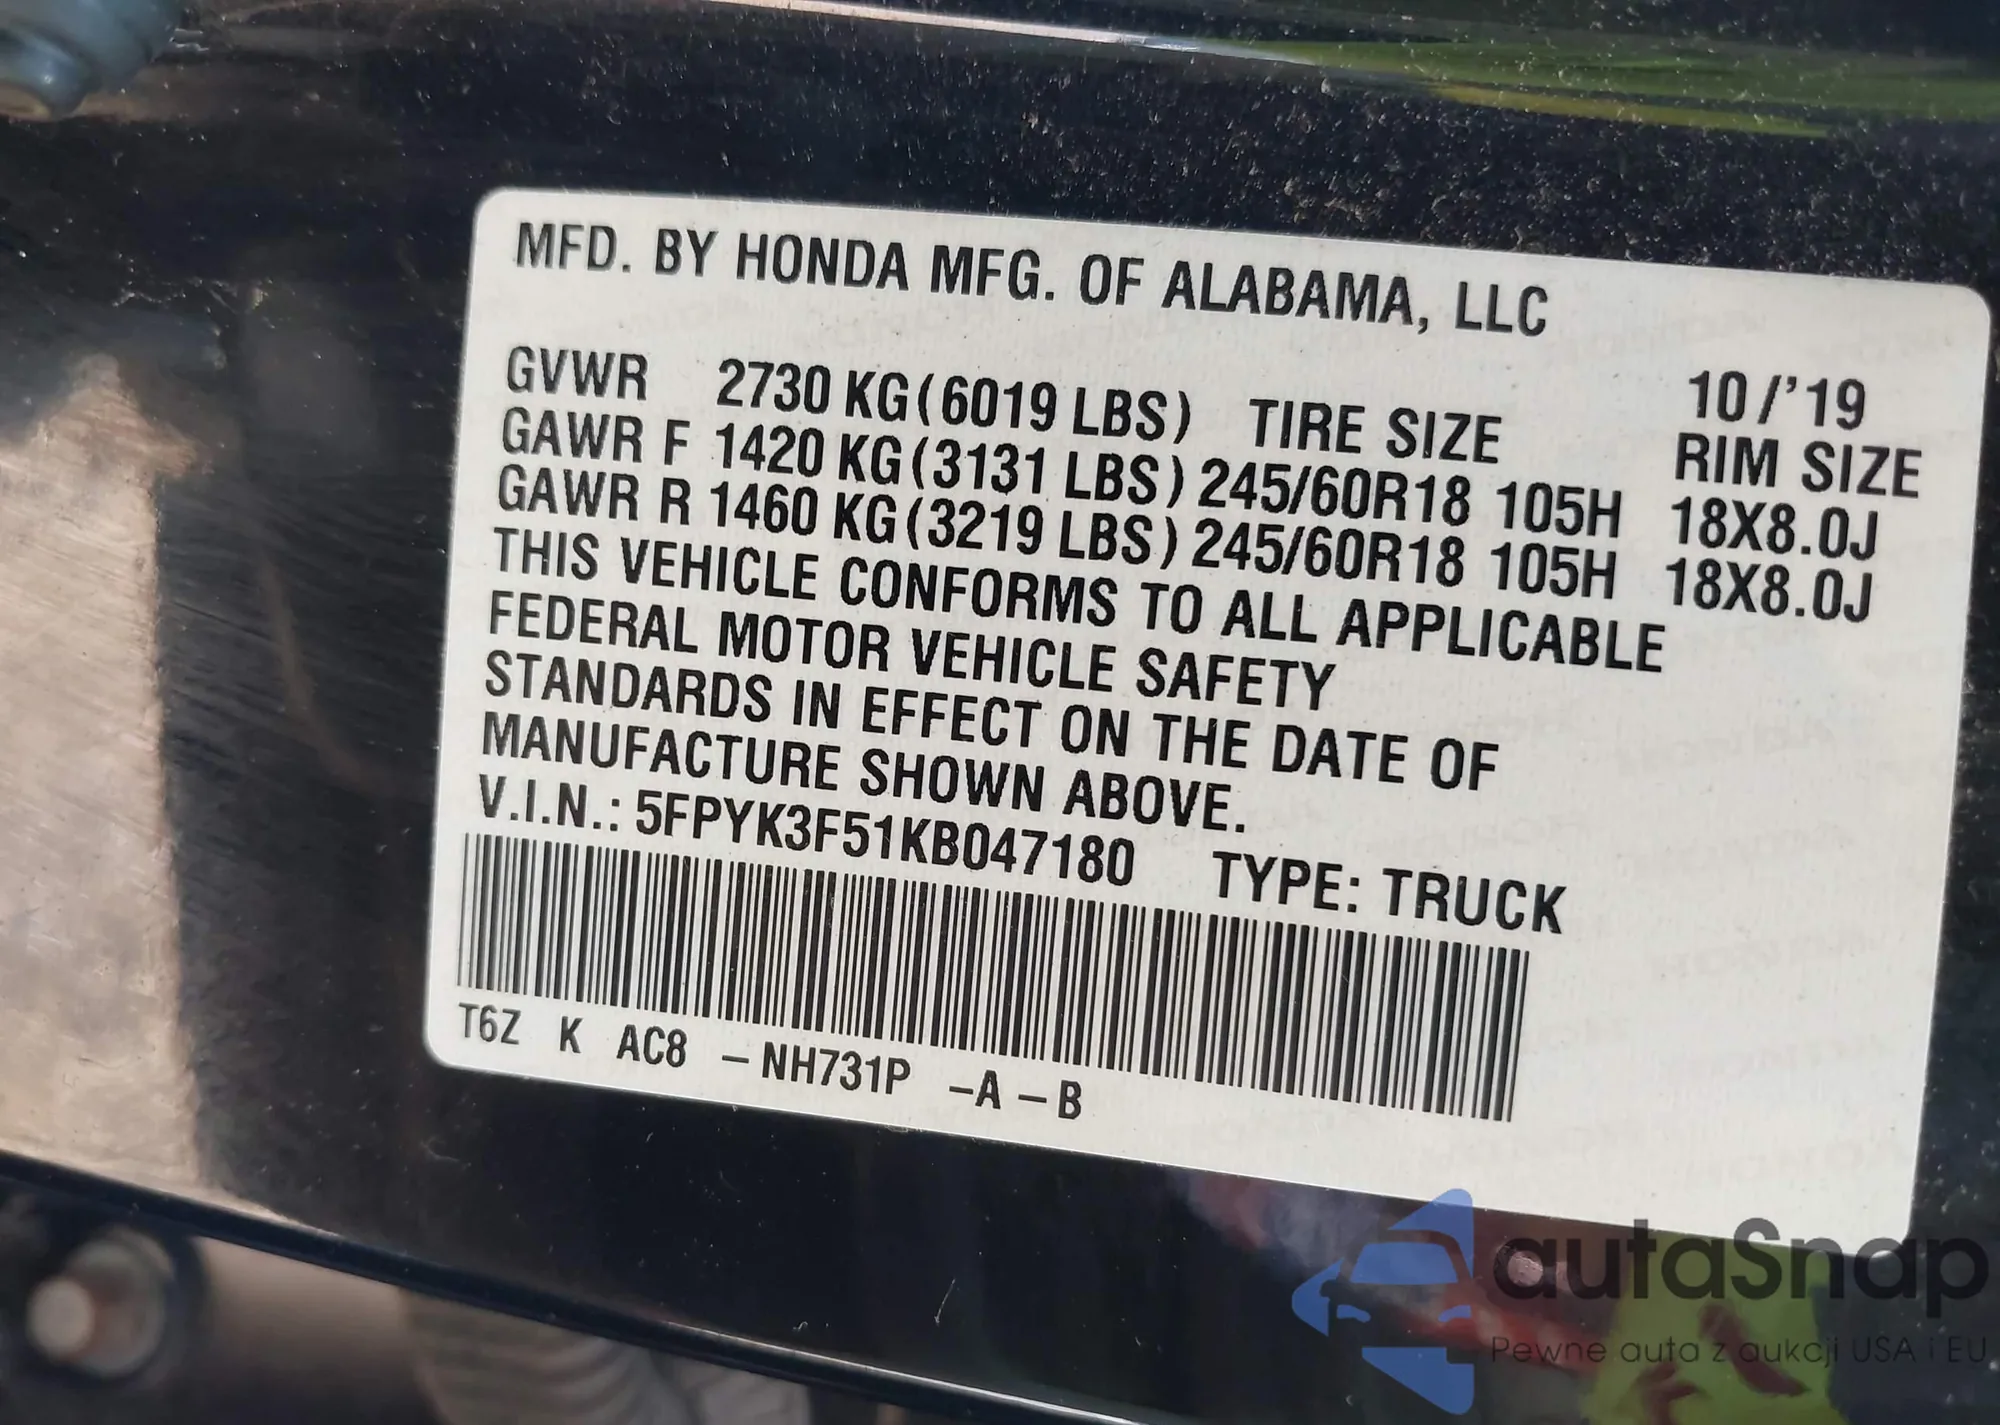 MFD. BY HONDA MFG. OF ALABAMA, LLC
10/'19
GVWR 2730 KG(6019 LBS) TIRE SIZE RIM SIZE
GAWR F 1420 KG(3131 LBS) 245/60R18 105H 18X8.0J
GAWR R 1460 KG(3219 LBS) 245/60R18 105H 18X8.0J
THIS VEHICLE CONFORMS TO ALL APPLICABLE
FEDERAL MOTOR VEHICLE SAFETY
STANDARDS IN EFFECT ON THE DATE OF
MANUFACTURE SHOWN ABOVE.
V.I.N.: 5FPYK3F51KB047180 TYPE: TRUCK
T6Z K AC8 –NH731P –A –B
autaSnap
Pewne auta z aukcji USA i EU